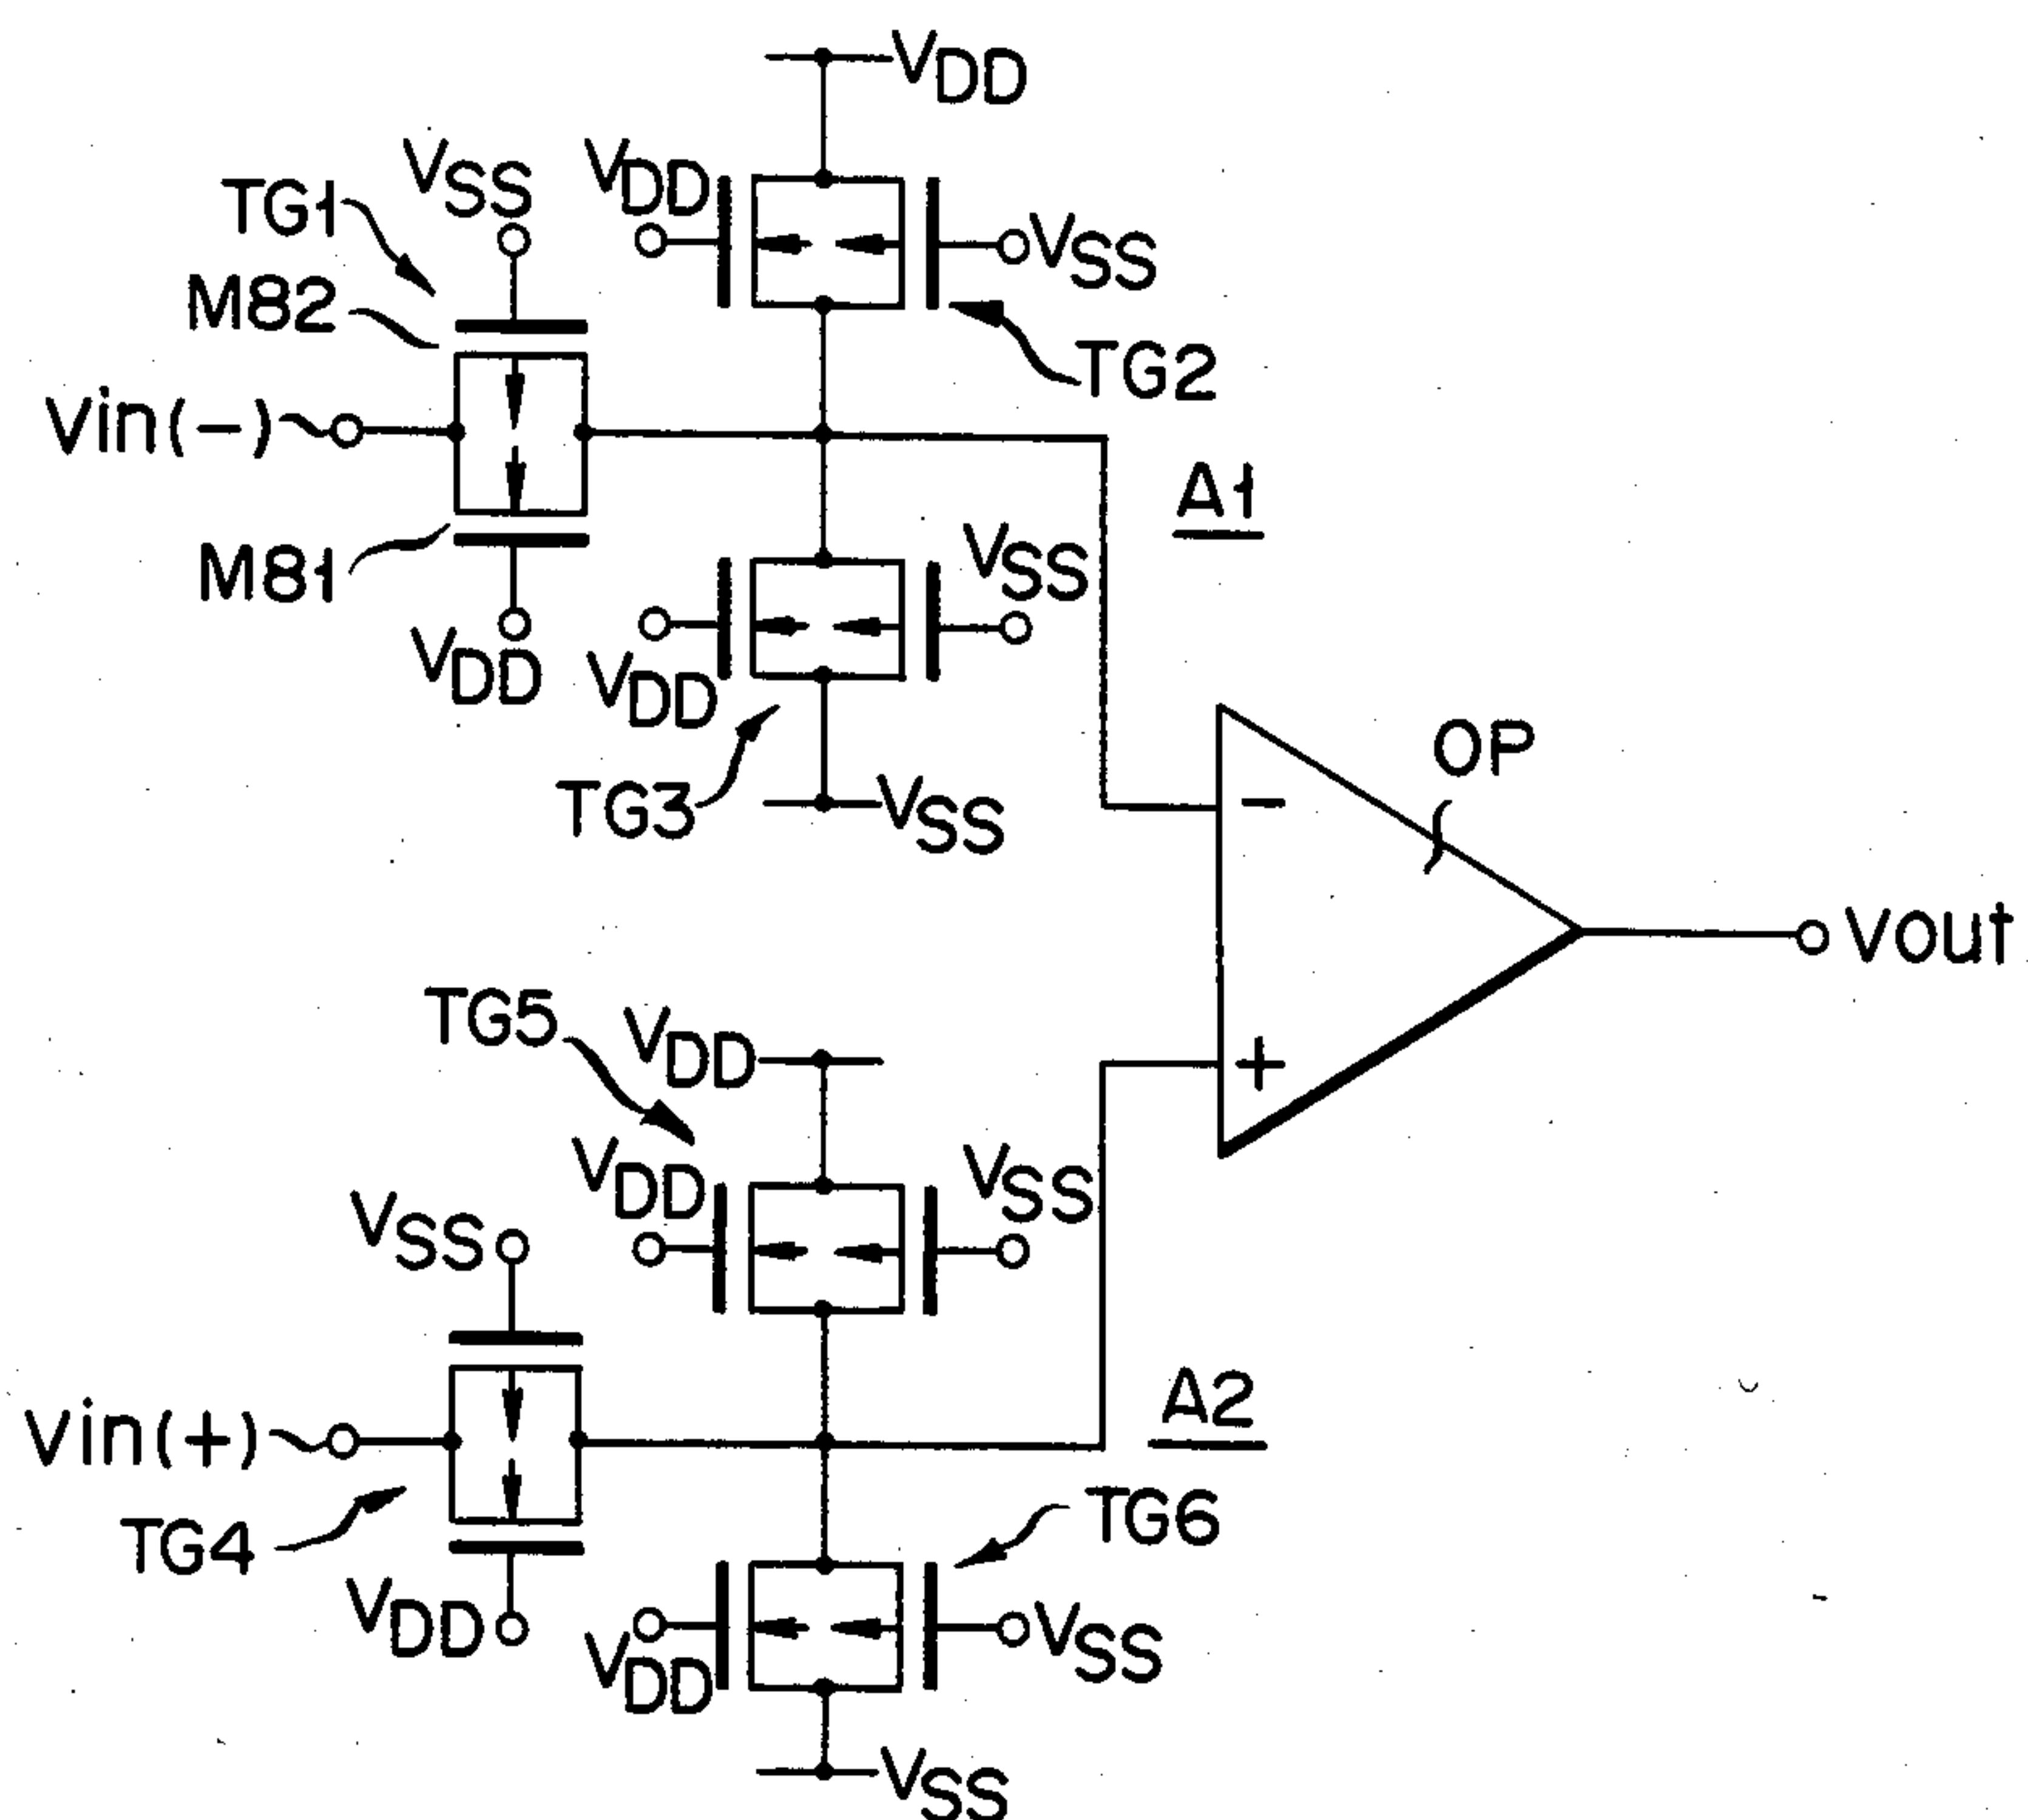 VDD
VSS
VDD
TG1
VSS
M82
TG2
Vin(-)
A1
VSS
M81
VDD
VDD
OP
TG3
VSS
-
Vout
TG5
VDD
+
VDD
VSS
VSS
A2
Vin(+)
TG6
TG4
VDD
VSS
VDD
VSS